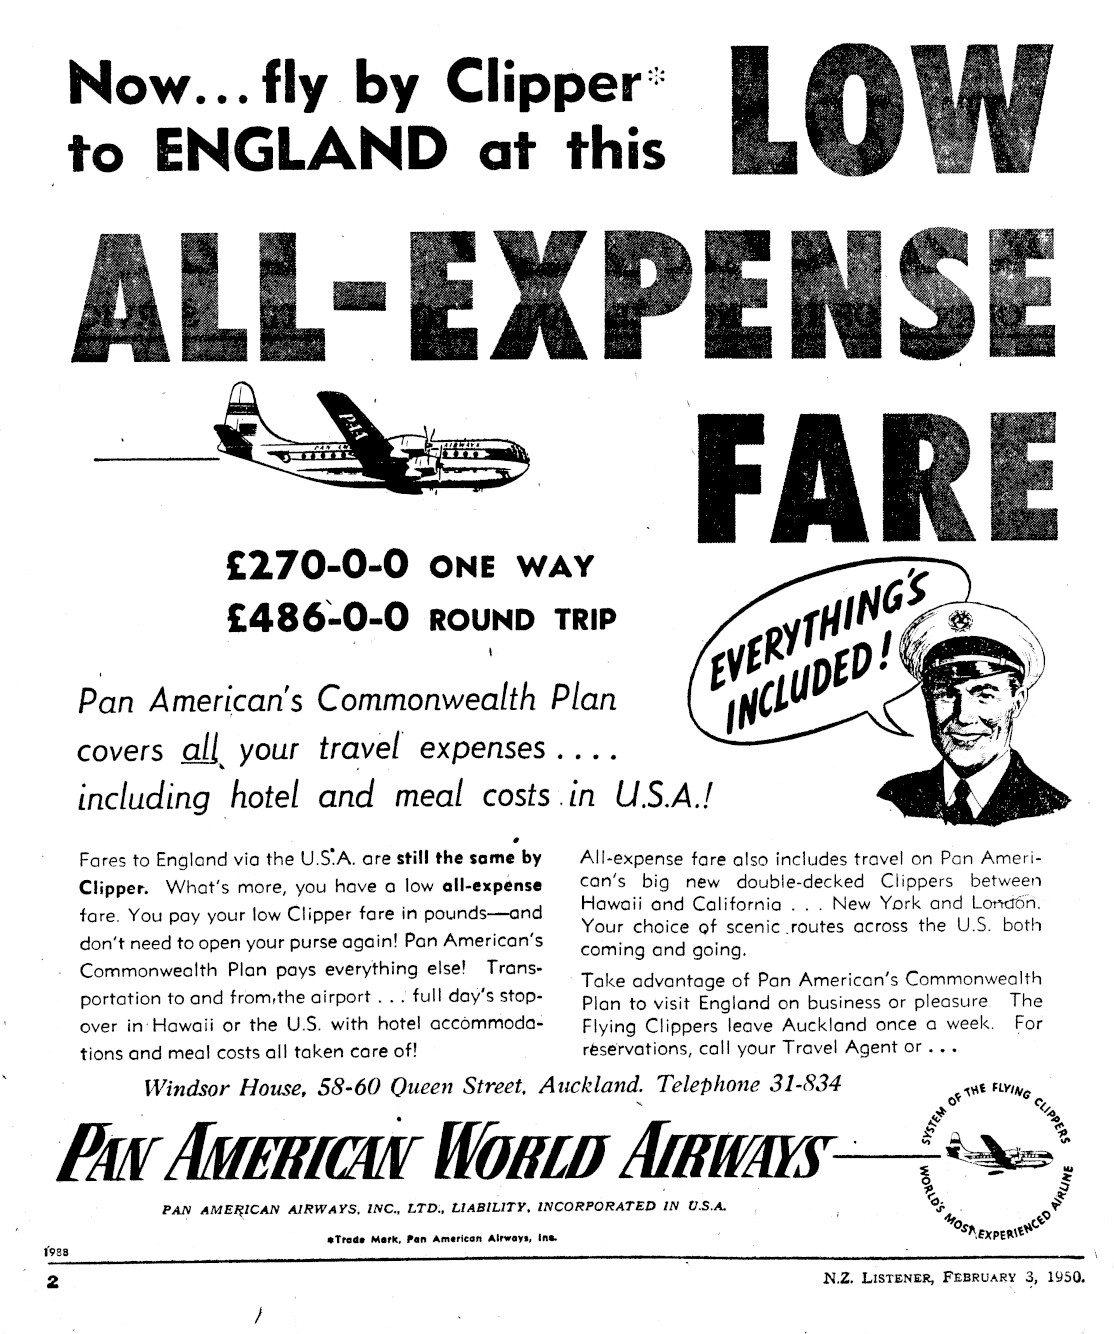 Now... fly by Clipper*
to ENGLAND at this
LOW
ALL-EXPENSE
FARE
PAA
PAN AM
AIRWAYS
£270-0-0 ONE WAY
£486-0-0 ROUND TRIP
EVERYTHING'S
INCLUDED!
Pan American's Commonwealth Plan
covers all your travel expenses ....
including hotel and meal costs in U.S.A.!
Fares to England via the U.S.A. are still the same by
Clipper. What's more, you have a low all-expense
fare. You pay your low Clipper fare in pounds—and
don't need to open your purse again! Pan American's
Commonwealth Plan pays everything else! Trans-
portation to and from the airport . . . full day's stop-
over in Hawaii or the U.S. with hotel accommoda-
tions and meal costs all taken care of!
All-expense fare also includes travel on Pan Ameri-
can's big new double-decked Clippers between
Hawaii and California . . . New York and London.
Your choice of scenic routes across the U.S. both
coming and going.
Take advantage of Pan American's Commonwealth
Plan to visit England on business or pleasure The
Flying Clippers leave Auckland once a week. For
reservations, call your Travel Agent or . . .
Windsor House, 58-60 Queen Street, Auckland. Telephone 31-834
PAN AMERICAN WORLD AIRWAYS
SYSTEM OF THE FLYING CLIPPERS
WORLD'S MOST EXPERIENCED AIRLINE
PAN AMERICAN AIRWAYS, INC., LTD., LIABILITY, INCORPORATED IN U.S.A.
*Trade Mark, Pan American Airways, Inc.
1988
2
N.Z. LISTENER, FEBRUARY 3, 1950.